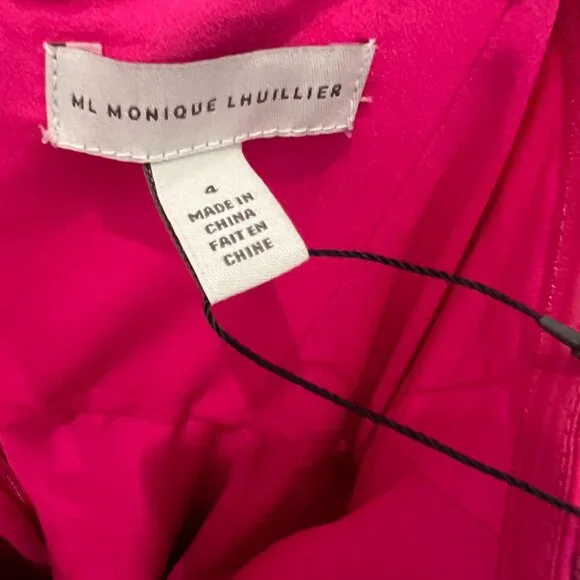 ML MONIQUE LHUILLIER
4
MADE IN
CHINA
FAIT EN
CHINE